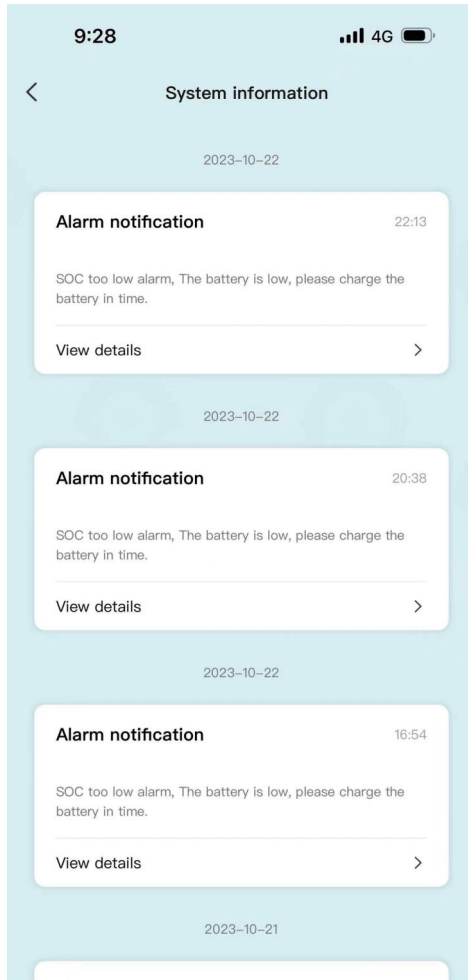 9:28
4G
System information
2023-10-22
Alarm notification
22:13
SOC too low alarm, The battery is low, please charge the
battery in time.
View details
2023-10-22
Alarm notification
20:38
SOC too low alarm, The battery is low, please charge the
battery in time.
View details
2023-10-22
Alarm notification
16:54
SOC too low alarm, The battery is low, please charge the
battery in time.
View details
2023-10-21